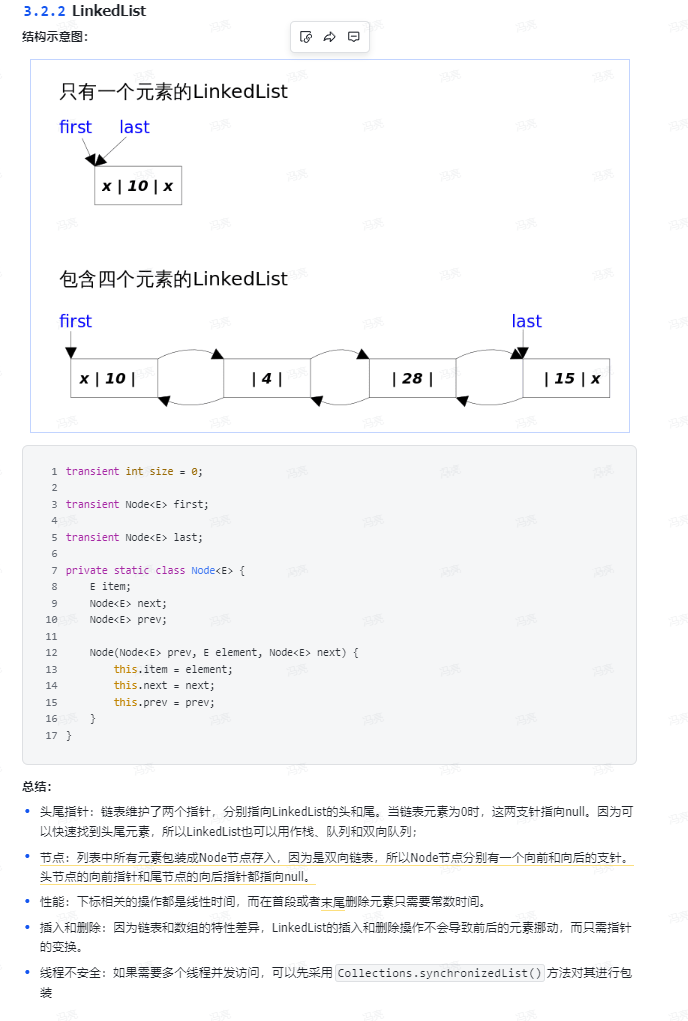 3.2.2 LinkedList
结构示意图：
只有一个元素的LinkedList
first last
x | 10 | x
包含四个元素的LinkedList
first last
x | 10 | | 4 | | 28 | | 15 | x
1 transient int size = 0;
2
3 transient Node<E> first;
4
5 transient Node<E> last;
6
7 private static class Node<E> {
8 E item;
9 Node<E> next;
10 Node<E> prev;
11
12 Node(Node<E> prev, E element, Node<E> next) {
13 this.item = element;
14 this.next = next;
15 this.prev = prev;
16 }
17 }
总结：
• 头尾指针：链表维护了两个指针，分别指向LinkedList的头和尾。当链表元素为0时，这两支针指向null。因为可
以快速找到头尾元素，所以LinkedList也可以用作栈、队列和双向队列；
• 节点：列表中所有元素包装成Node节点存入，因为是双向链表，所以Node节点分别有一个向前和向后的支针。
头节点的向前指针和尾节点的向后指针都指向null。
• 性能：下标相关的操作都是线性时间，而在首段或者末尾删除元素只需要常数时间。
• 插入和删除：因为链表和数组的特性差异，LinkedList的插入和删除操作不会导致前后的元素挪动，而只需指针
的变换。
• 线程不安全：如果需要多个线程并发访问，可以先采用 Collections.synchronizedList() 方法对其进行包
装